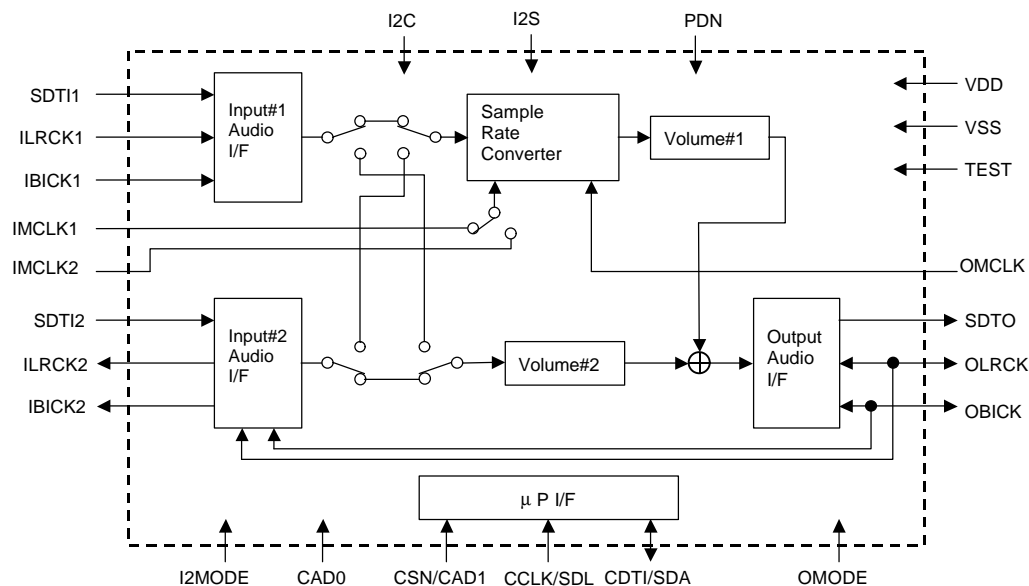 I2C
I2S
PDN
SDTI1
ILRCK1
IBICK1
IMCLK1
IMCLK2
SDTI2
ILRCK2
IBICK2
Input#1
Audio
I/F
Sample
Rate
Converter
Volume#1
VDD
VSS
TEST
OMCLK
SDTO
OLRCK
OBICK
Input#2
Audio
I/F
Volume#2
Output
Audio
I/F
μ P I/F
I2MODE
CAD0
CSN/CAD1
CCLK/SDL
CDTI/SDA
OMODE